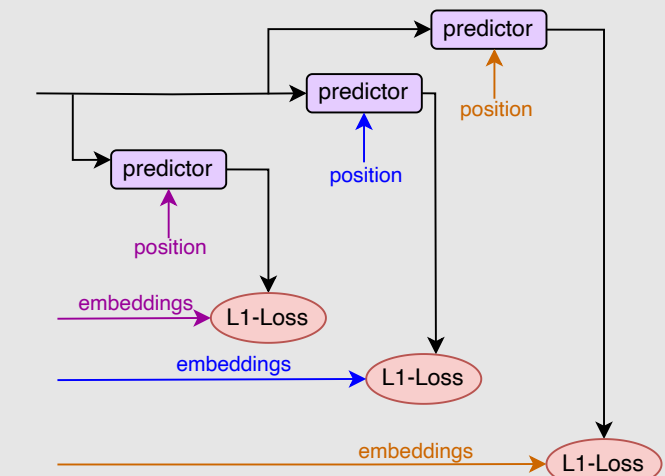 predictor
predictor
position
predictor
position
position
embeddings
L1-Loss
embeddings
L1-Loss
embeddings
L1-Loss